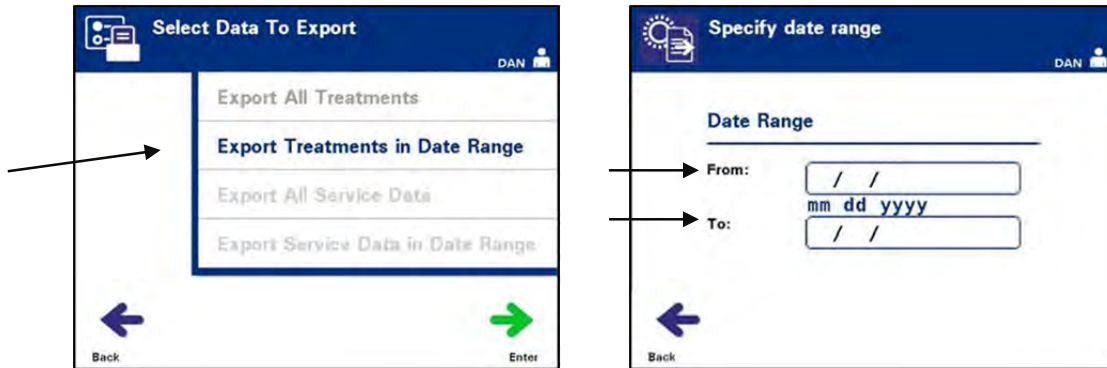 Select Data To Export
DAN
Export All Treatments
Export Treatments in Date Range
Export All Service Data
Export Service Data in Date Range
Back
Enter
Specify date range
DAN
Date Range
From:
/ /
mm dd yyyy
To:
/ /
Back